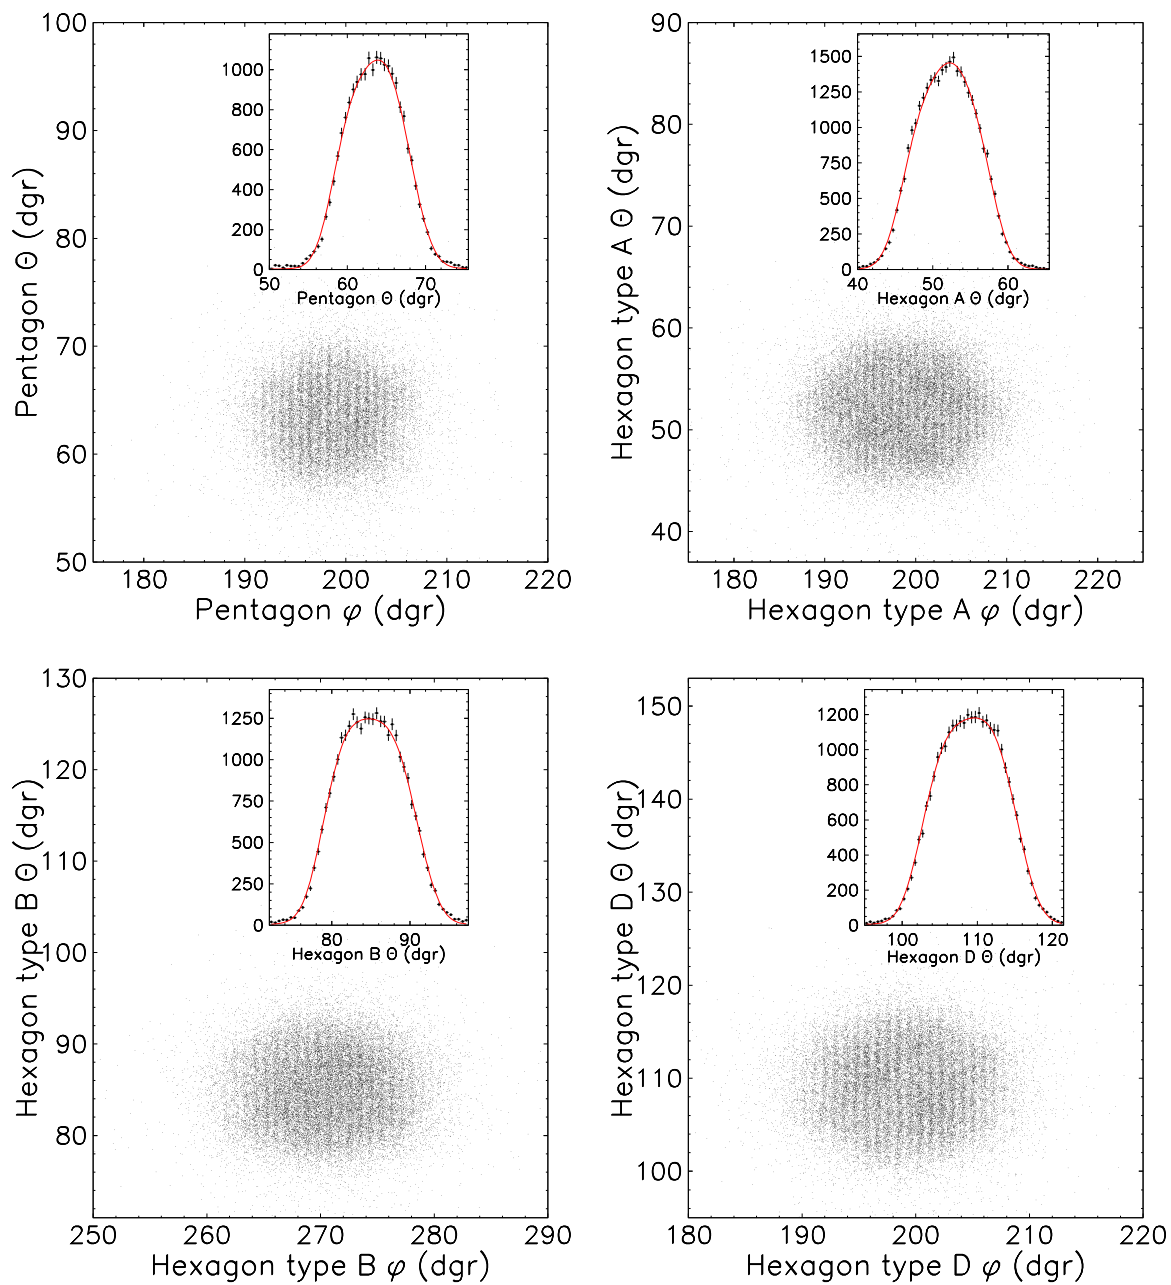 100
90
80
70
60
50
Pentagon Θ (dgr)
1000
800
600
400
200
0
50 60 70
Pentagon Θ (dgr)
180 190 200 210 220
Pentagon φ (dgr)
90
80
70
60
50
40
Hexagon type A Θ (dgr)
1500
1250
1000
750
500
250
0
40 50 60
Hexagon A Θ (dgr)
180 190 200 210 220
Hexagon type A φ (dgr)
130
120
110
100
90
80
Hexagon type B Θ (dgr)
1250
1000
750
500
250
0
80 90
Hexagon B Θ (dgr)
250 260 270 280 290
Hexagon type B φ (dgr)
150
140
130
120
110
100
Hexagon type D Θ (dgr)
1200
1000
800
600
400
200
0
100 110 120
Hexagon D Θ (dgr)
180 190 200 210 220
Hexagon type D φ (dgr)